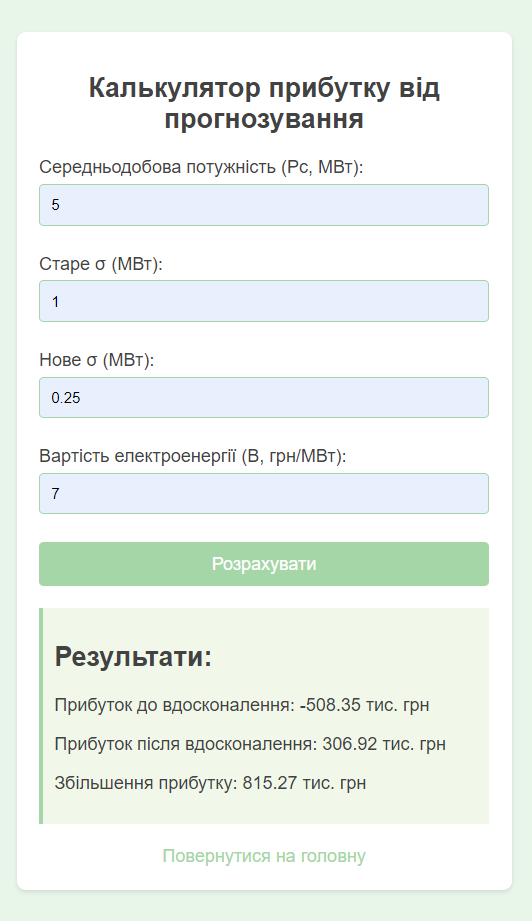 Калькулятор прибутку від
прогнозування
Середньодобова потужність (Pc, МВт):
5
Старе σ (МВт):
1
Нове σ (МВт):
0.25
Вартість електроенергії (В, грн/МВт):
7
Розрахувати
Результати:
Прибуток до вдосконалення: -508.35 тис. грн
Прибуток після вдосконалення: 306.92 тис. грн
Збільшення прибутку: 815.27 тис. грн
Повернутися на головну